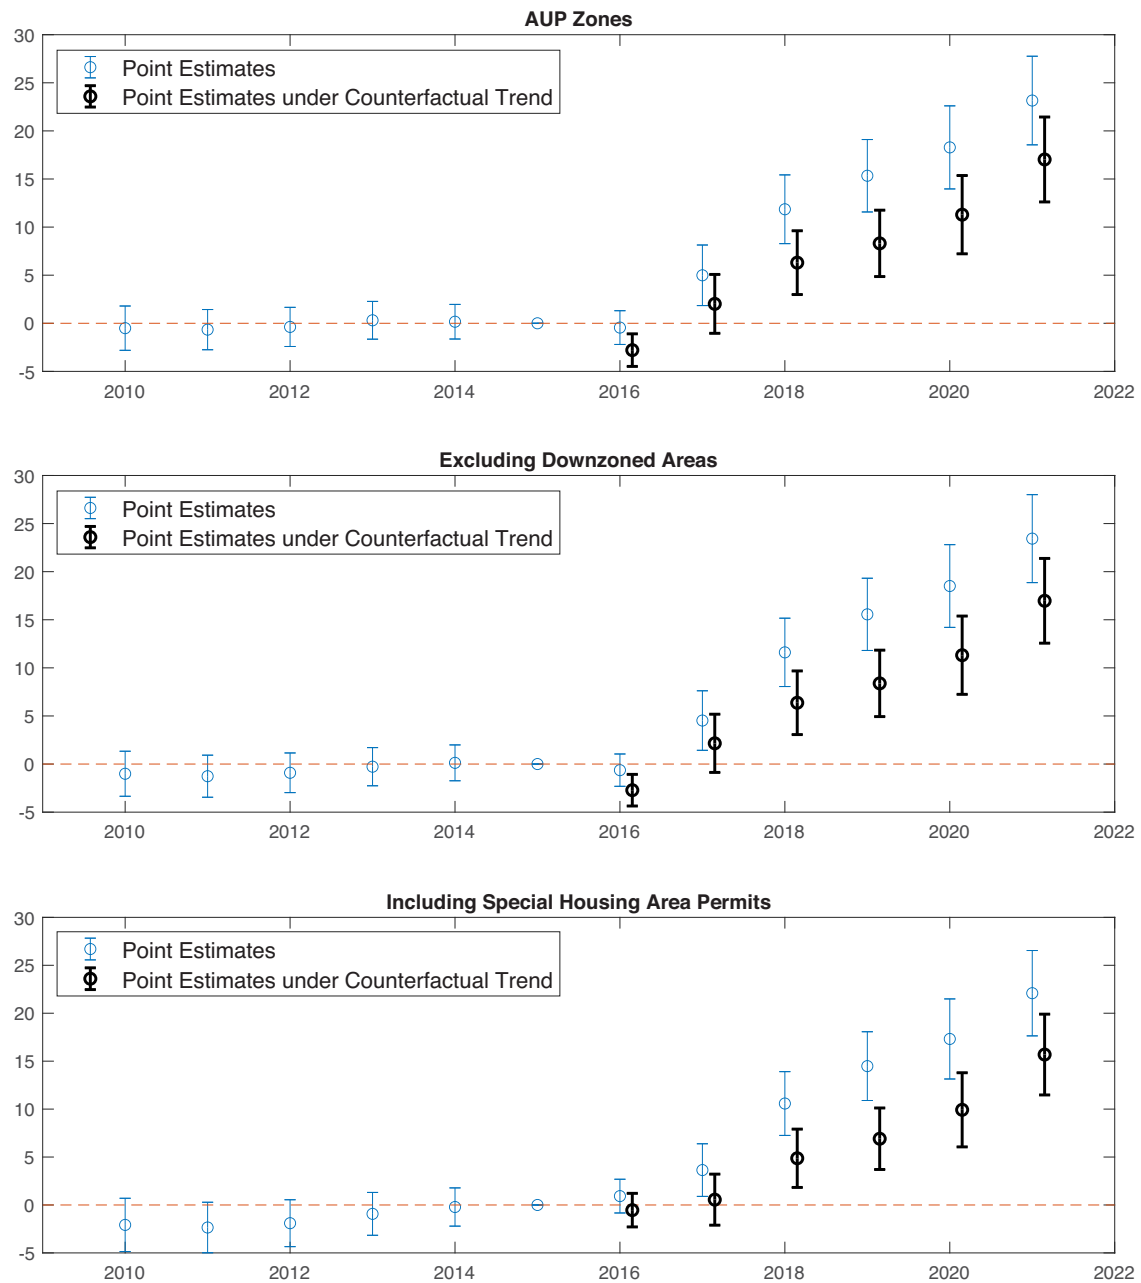 AUP Zones
30
25
20
15
10
5
0
-5
Point Estimates
Point Estimates under Counterfactual Trend
2010 2012 2014 2016 2018 2020 2022
Excluding Downzoned Areas
30
25
20
15
10
5
0
-5
Point Estimates
Point Estimates under Counterfactual Trend
2010 2012 2014 2016 2018 2020 2022
Including Special Housing Area Permits
30
25
20
15
10
5
0
-5
Point Estimates
Point Estimates under Counterfactual Trend
2010 2012 2014 2016 2018 2020 2022